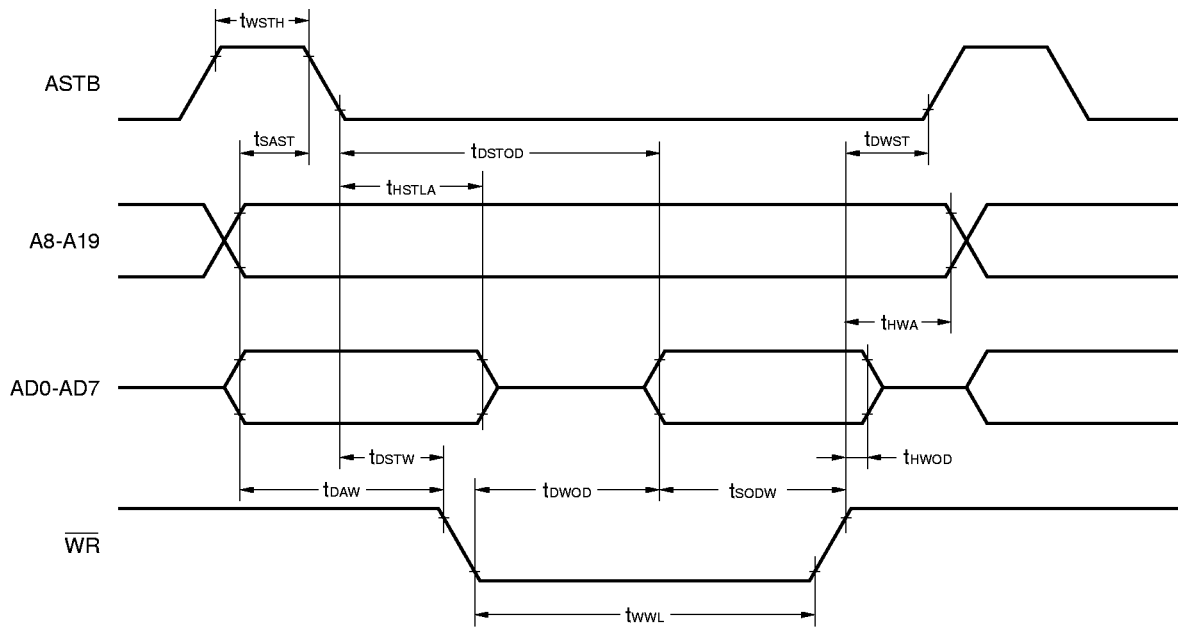 tWSTH
ASTB
tSAST
tDSTOD
tDWST
tHSTLA
A8-A19
tHWA
AD0-AD7
tDSTW
tHWOD
tDAW
tDWOD
tSODW
WR
tWWL